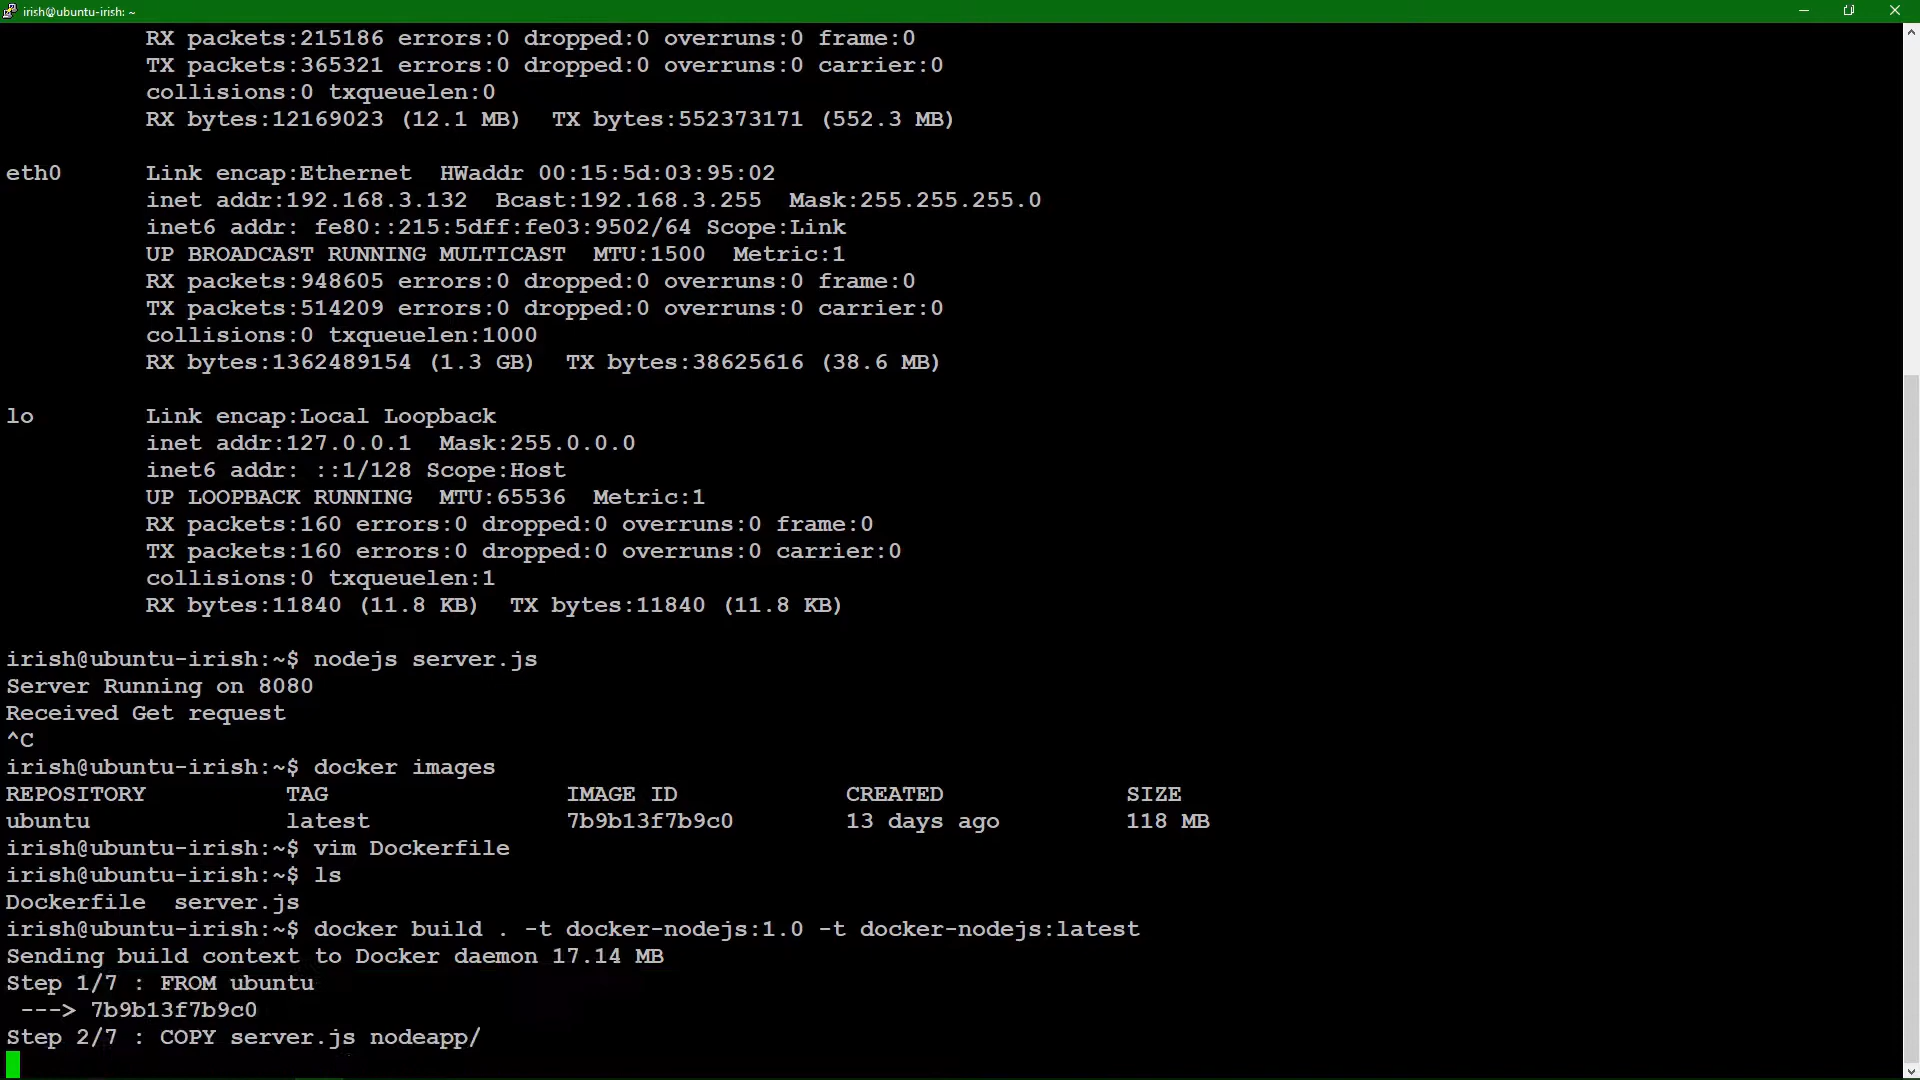 irish@ubuntu-irish: ~
RX packets:215186 errors:0 dropped:0 overruns:0 frame:0
TX packets:365321 errors:0 dropped:0 overruns:0 carrier:0
collisions:0 txqueuelen:0
RX bytes:12169023 (12.1 MB)  TX bytes:552373171 (552.3 MB)
eth0      Link encap:Ethernet  HWaddr 00:15:5d:03:95:02
inet addr:192.168.3.132  Bcast:192.168.3.255  Mask:255.255.255.0
inet6 addr: fe80::215:5dff:fe03:9502/64 Scope:Link
UP BROADCAST RUNNING MULTICAST  MTU:1500  Metric:1
RX packets:948605 errors:0 dropped:0 overruns:0 frame:0
TX packets:514209 errors:0 dropped:0 overruns:0 carrier:0
collisions:0 txqueuelen:1000
RX bytes:1362489154 (1.3 GB)  TX bytes:38625616 (38.6 MB)
lo        Link encap:Local Loopback
inet addr:127.0.0.1  Mask:255.0.0.0
inet6 addr: ::1/128 Scope:Host
UP LOOPBACK RUNNING  MTU:65536  Metric:1
RX packets:160 errors:0 dropped:0 overruns:0 frame:0
TX packets:160 errors:0 dropped:0 overruns:0 carrier:0
collisions:0 txqueuelen:1
RX bytes:11840 (11.8 KB)  TX bytes:11840 (11.8 KB)
irish@ubuntu-irish:~$ nodejs server.js
Server Running on 8080
Received Get request
^C
irish@ubuntu-irish:~$ docker images
REPOSITORY          TAG                 IMAGE ID            CREATED             SIZE
ubuntu              latest              7b9b13f7b9c0        13 days ago         118 MB
irish@ubuntu-irish:~$ vim Dockerfile
irish@ubuntu-irish:~$ ls
Dockerfile  server.js
irish@ubuntu-irish:~$ docker build . -t docker-nodejs:1.0 -t docker-nodejs:latest
Sending build context to Docker daemon 17.14 MB
Step 1/7 : FROM ubuntu
---> 7b9b13f7b9c0
Step 2/7 : COPY server.js nodeapp/